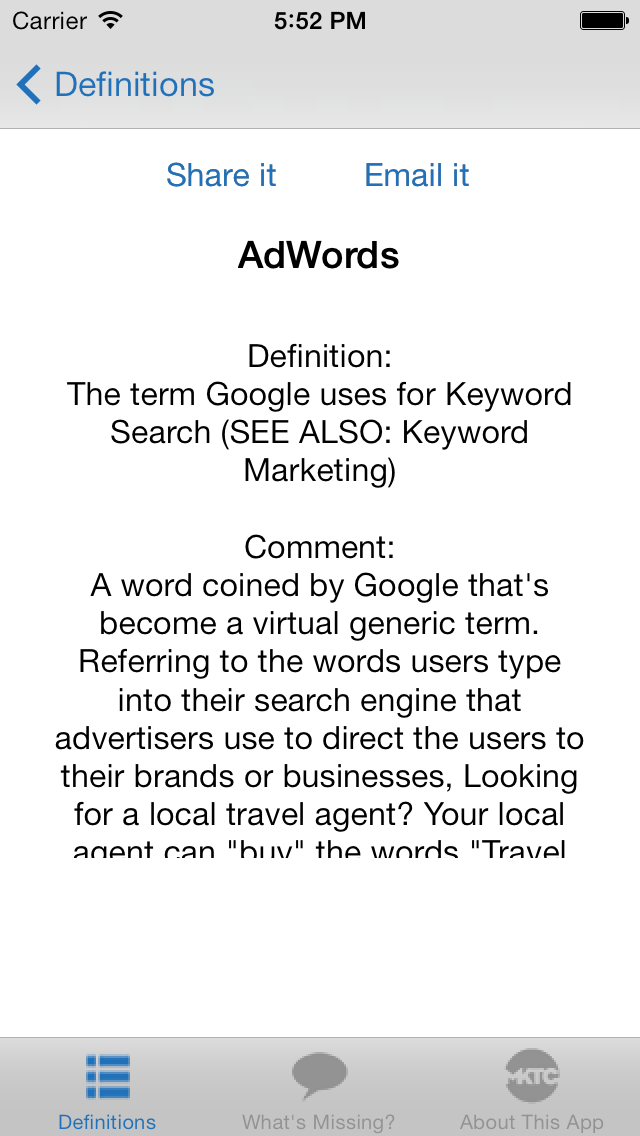 Carrier 5:52 PM
Definitions
Share it Email it
AdWords
Definition:
The term Google uses for Keyword
Search (SEE ALSO: Keyword
Marketing)
Comment:
A word coined by Google that's
become a virtual generic term.
Referring to the words users type
into their search engine that
advertisers use to direct the users to
their brands or businesses, Looking
for a local travel agent? Your local
agent can "buy" the words "Travel
MKTG
Definitions What's Missing? About This App